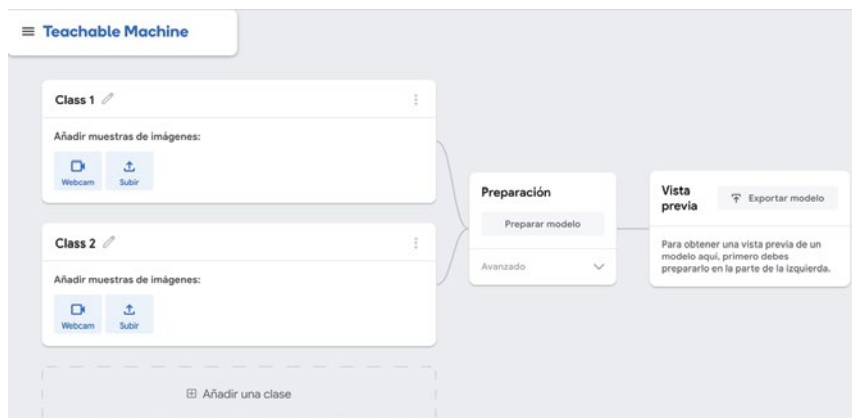 Teachable Machine
Class 1
Añadir muestras de imágenes:
Webcam
Subir
Class 2
Añadir muestras de imágenes:
Webcam
Subir
Añadir una clase
Preparación
Preparar modelo
Avanzado
Vista
previa
Exportar modelo
Para obtener una vista previa de un
modelo aquí, primero debes
prepararlo en la parte de la izquierda.